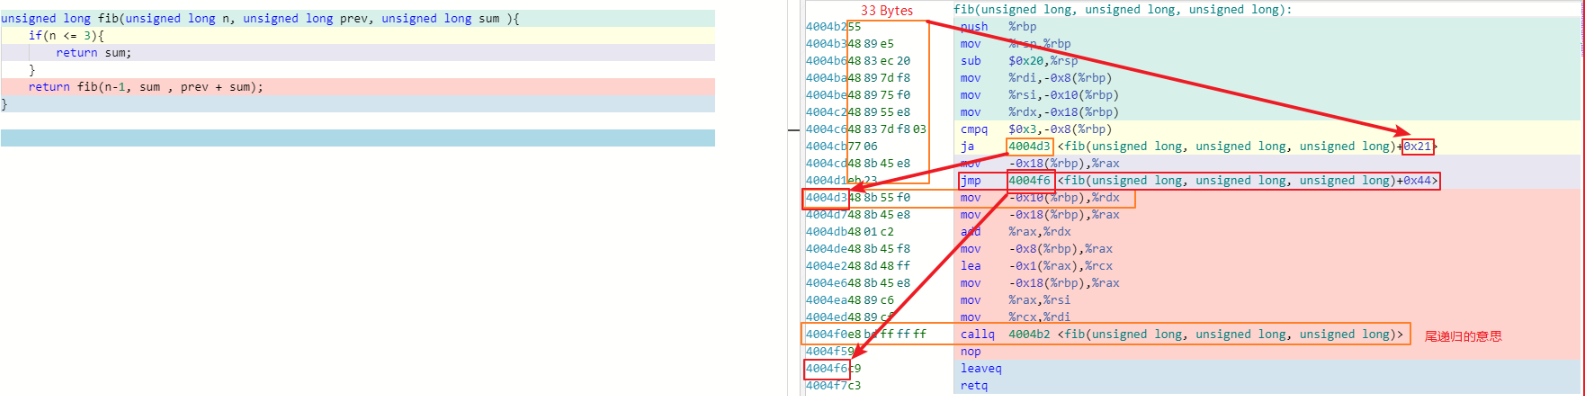 unsigned long fib(unsigned long n, unsigned long prev, unsigned long sum ){
if(n <= 3){
return sum;
}
return fib(n-1, sum , prev + sum);
}
33 Bytes
fib(unsigned long, unsigned long, unsigned long):
4004b2 55 push %rbp
4004b3 48 89 e5 mov %rsp,%rbp
4004b6 48 83 ec 20 sub $0x20,%rsp
4004ba 48 89 7d f8 mov %rdi,-0x8(%rbp)
4004be 48 89 75 f0 mov %rsi,-0x10(%rbp)
4004c2 48 89 55 e8 mov %rdx,-0x18(%rbp)
4004c6 48 83 7d f8 03 cmpq $0x3,-0x8(%rbp)
4004cb 77 06 ja 4004d3 <fib(unsigned long, unsigned long, unsigned long)+0x21>
4004cd 48 8b 45 e8 mov -0x18(%rbp),%rax
4004d1 eb 23 jmp 4004f6 <fib(unsigned long, unsigned long, unsigned long)+0x44>
4004d3 48 8b 55 f0 mov -0x10(%rbp),%rdx
4004d7 48 8b 45 e8 mov -0x18(%rbp),%rax
4004db 48 01 c2 add %rax,%rdx
4004de 48 8b 45 f8 mov -0x8(%rbp),%rax
4004e2 48 8d 48 ff lea -0x1(%rax),%rcx
4004e6 48 8b 45 e8 mov -0x18(%rbp),%rax
4004ea 48 89 c6 mov %rax,%rsi
4004ed 48 89 cf mov %rcx,%rdi
4004f0 e8 bd ff ff ff callq 4004b2 <fib(unsigned long, unsigned long, unsigned long)> 尾递归的意思
4004f5 90 nop
4004f6 c9 leaveq
4004f7 c3 retq